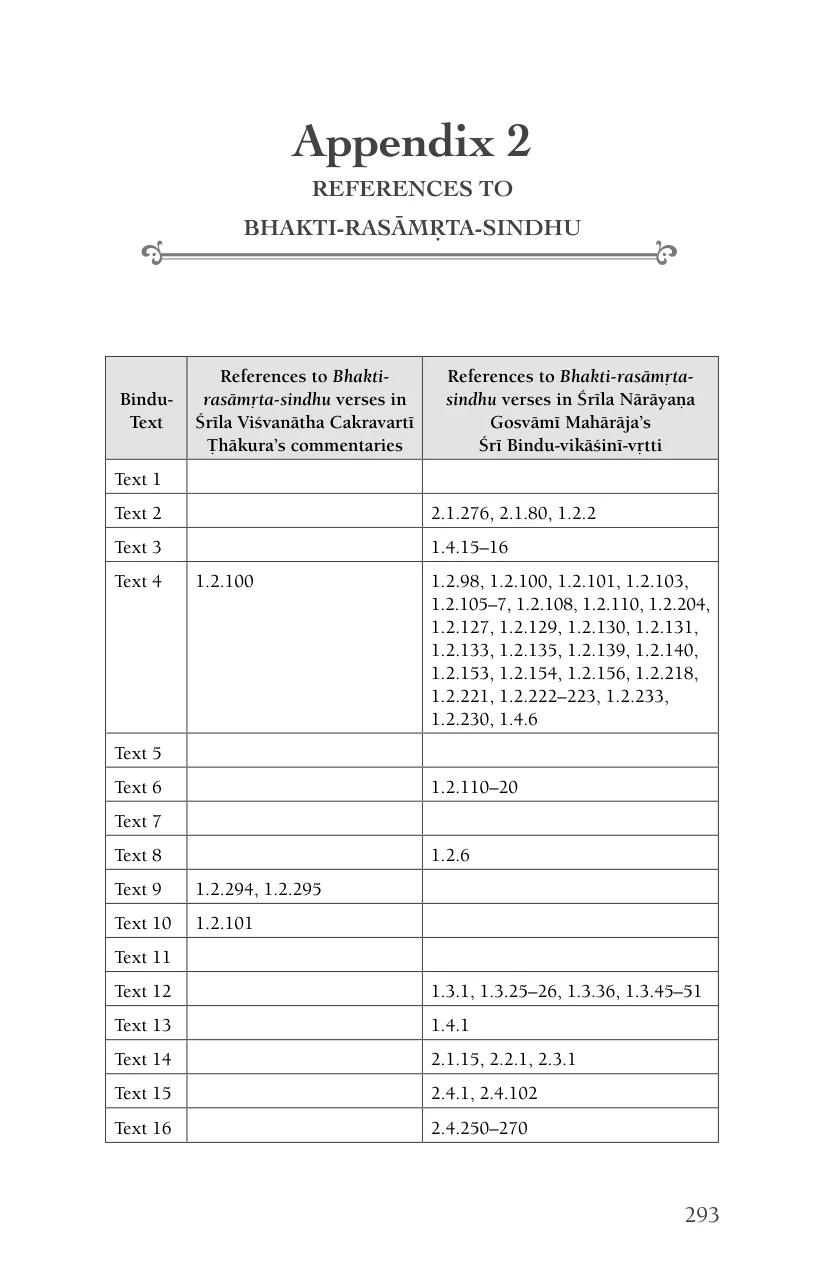 Appendix 2
REFERENCES TO
BHAKTI-RASĀMṚTA-SINDHU
Bindu-
Text
References to Bhakti-
rasāmṛta-sindhu verses in
Śrīla Viśvanātha Cakravartī
Ṭhākura’s commentaries
References to Bhakti-rasāmṛta-
sindhu verses in Śrīla Nārāyaṇa
Gosvāmī Mahārāja’s
Śrī Bindu-vikāśinī-vṛtti
Text 1
Text 2 2.1.276, 2.1.80, 1.2.2
Text 3 1.4.15–16
Text 4 1.2.100 1.2.98, 1.2.100, 1.2.101, 1.2.103,
1.2.105–7, 1.2.108, 1.2.110, 1.2.204,
1.2.127, 1.2.129, 1.2.130, 1.2.131,
1.2.133, 1.2.135, 1.2.139, 1.2.140,
1.2.153, 1.2.154, 1.2.156, 1.2.218,
1.2.221, 1.2.222–223, 1.2.233,
1.2.230, 1.4.6
Text 5
Text 6 1.2.110–20
Text 7
Text 8 1.2.6
Text 9 1.2.294, 1.2.295
Text 10 1.2.101
Text 11
Text 12 1.3.1, 1.3.25–26, 1.3.36, 1.3.45–51
Text 13 1.4.1
Text 14 2.1.15, 2.2.1, 2.3.1
Text 15 2.4.1, 2.4.102
Text 16 2.4.250–270
293